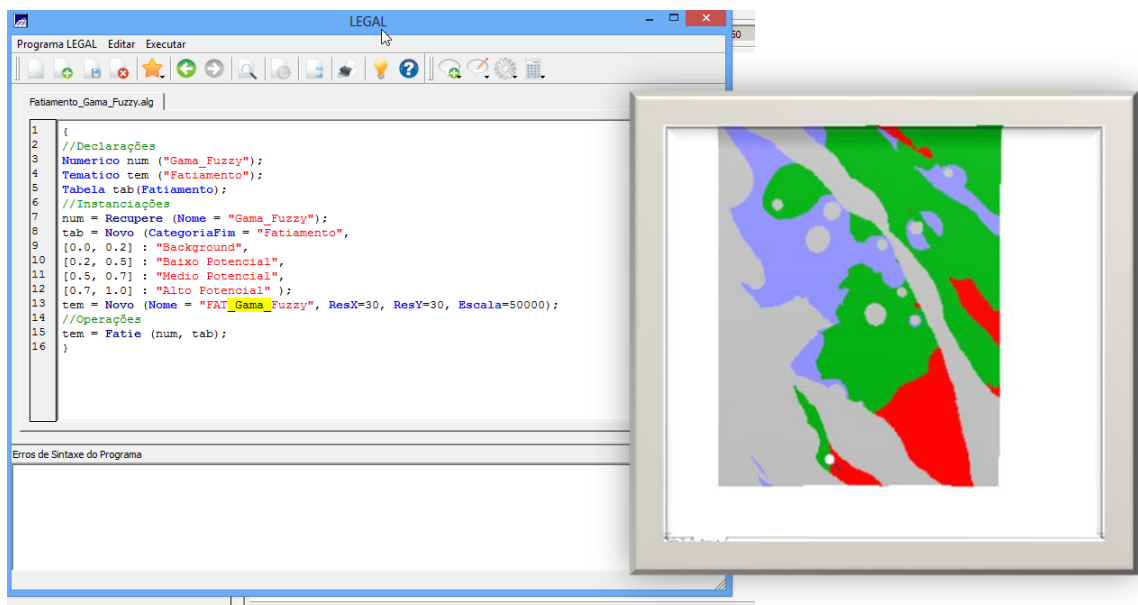 LEGAL
50
Programa LEGAL Editar Executar
Fatiamento_Gama_Fuzzy.alg
1 {
2 //Declarações
3 Numerico num ("Gama_Fuzzy");
4 Tematico tem ("Fatiamento");
5 Tabela tab(Fatiamento);
6 //Instanciações
7 num = Recupere (Nome = "Gama_Fuzzy");
8 tab = Novo (CategoriaFim = "Fatiamento",
9 [0.0, 0.2] : "Background",
10 [0.2, 0.5] : "Baixo Potencial",
11 [0.5, 0.7] : "Medio Potencial",
12 [0.7, 1.0] : "Alto Potencial" );
13 tem = Novo (Nome = "FAT_Gama_Fuzzy", ResX=30, ResY=30, Escala=50000);
14 //Operações
15 tem = Fatie (num, tab);
16 }
Erros de Sintaxe do Programa